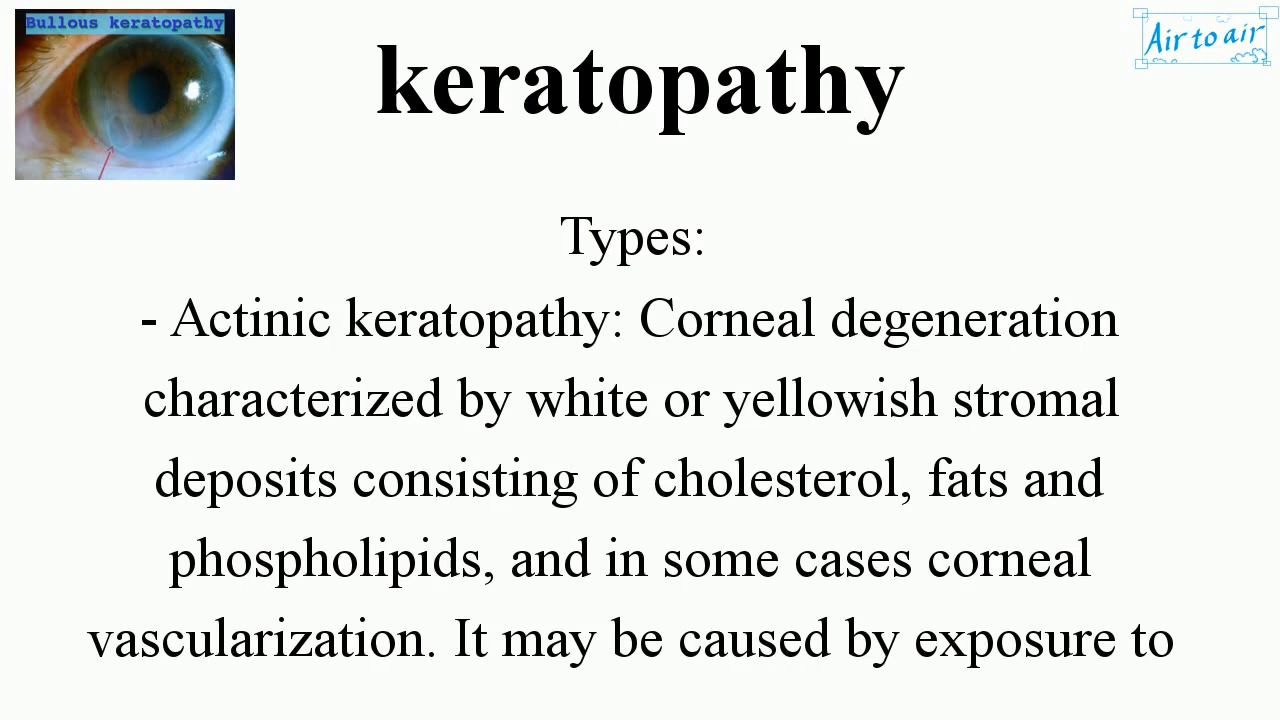 Bullous keratopathy
keratopathy
Air to air
Types:
- Actinic keratopathy: Corneal degeneration
characterized by white or yellowish stromal
deposits consisting of cholesterol, fats and
phospholipids, and in some cases corneal
vascularization. It may be caused by exposure to